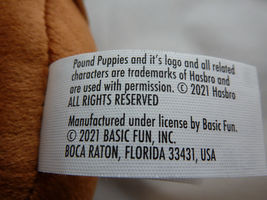 Pound Puppies and it's logo and all related
characters are trademarks of Hasbro and
are used with permission. © 2021 Hasbro
ALL RIGHTS RESERVED
Manufactured under license by Basic Fun.
© 2021 BASIC FUN, INC.
BOCA RATON, FLORIDA 33431, USA